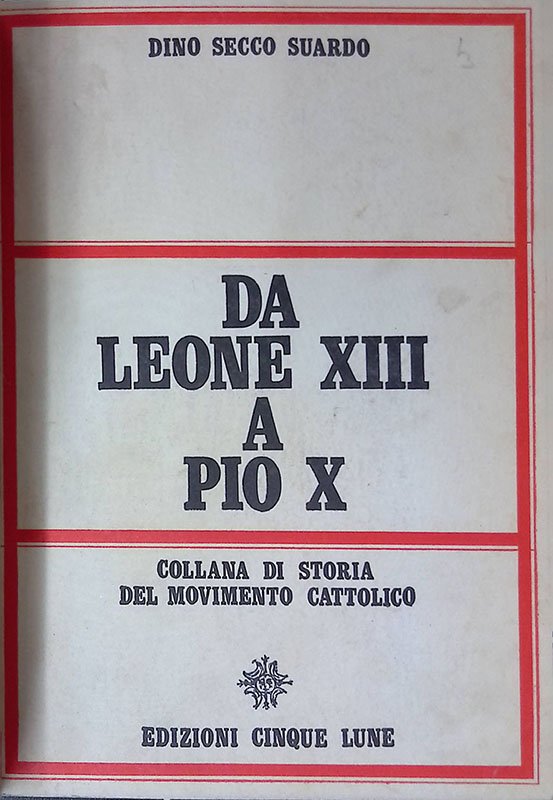 DINO SECCO SUARDO
DA
LEONE XIII
A
PIO X
COLLANA DI STORIA
DEL MOVIMENTO CATTOLICO
EDIZIONI CINQUE LUNE